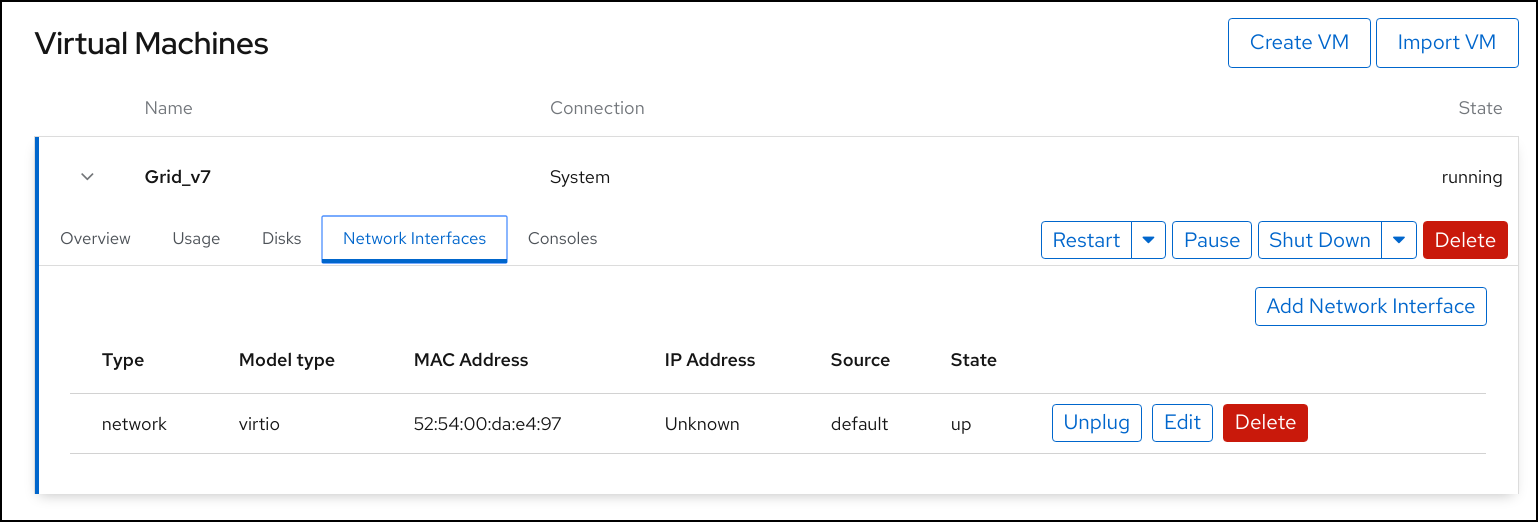 Virtual Machines Create VM Import VM
Name Connection State
Grid_v7 System running
Overview Usage Disks Network Interfaces Consoles Restart Pause Shut Down Delete
Add Network Interface
Type Model type MAC Address IP Address Source State
network virtio 52:54:00:da:e4:97 Unknown default up Unplug Edit Delete